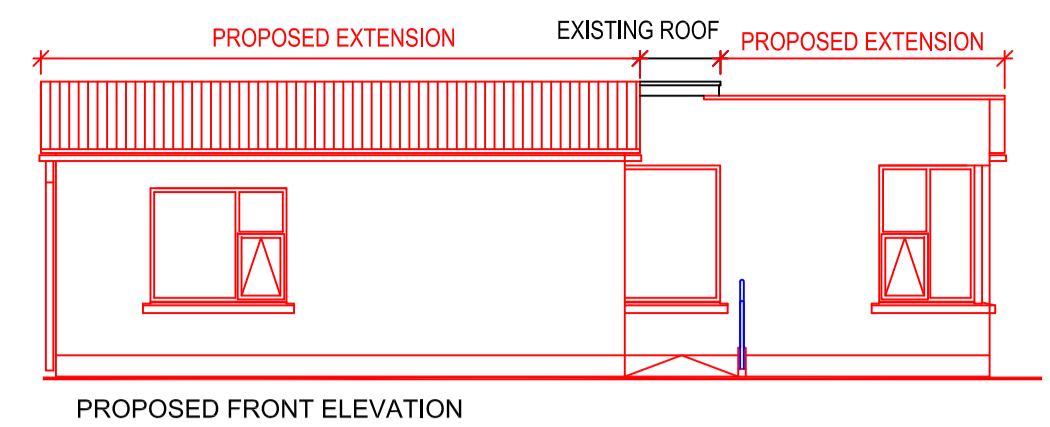 PROPOSED EXTENSION
EXISTING ROOF
PROPOSED EXTENSION
PROPOSED FRONT ELEVATION